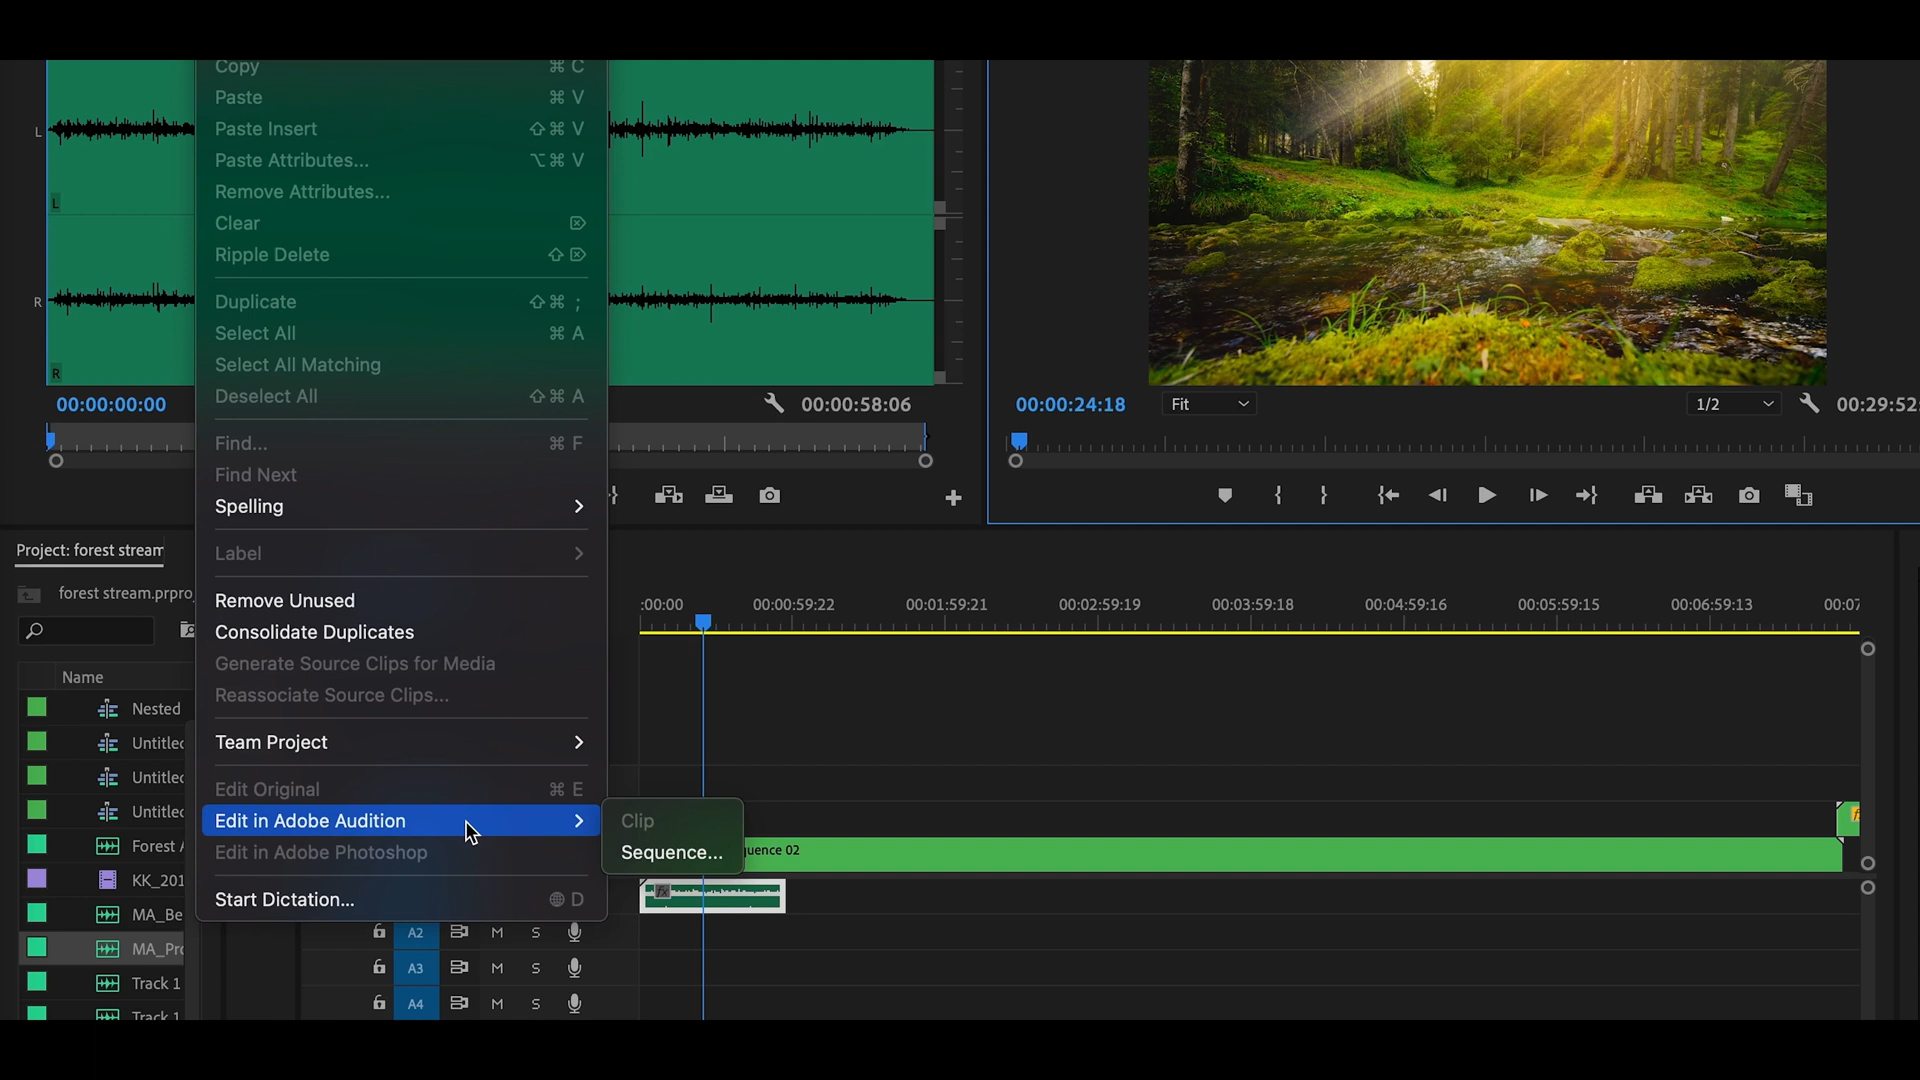 Copy ⌘ C
Paste ⌘ V
Paste Insert ⇧⌘ V
Paste Attributes... ⌥⌘ V
Remove Attributes...
Clear ⌦
Ripple Delete ⇧⌦
Duplicate ⇧⌘ ;
Select All ⌘ A
Select All Matching
Deselect All ⇧⌘ A
Find... ⌘ F
Find Next
Spelling
Label
Remove Unused
Consolidate Duplicates
Generate Source Clips for Media
Reassociate Source Clips...
Team Project
Edit Original ⌘ E
Edit in Adobe Audition
Edit in Adobe Photoshop
Start Dictation... D
Clip
Sequence...
L
L
R
R
00:00:00:00
00:00:58:06
00:00:24:18
Fit
1/2
00:29:52:
Project: forest stream
forest stream.prpro
Name
Nested
Untitled
Untitled
Untitled
Forest A
KK_201
MA_Be
MA_Pro
Track 1
Track 1
:00:00 00:00:59:22 00:01:59:21 00:02:59:19 00:03:59:18 00:04:59:16 00:05:59:15 00:06:59:13 00:07
quence 02
fx
fx
A2 M S
A3 M S
A4 M S